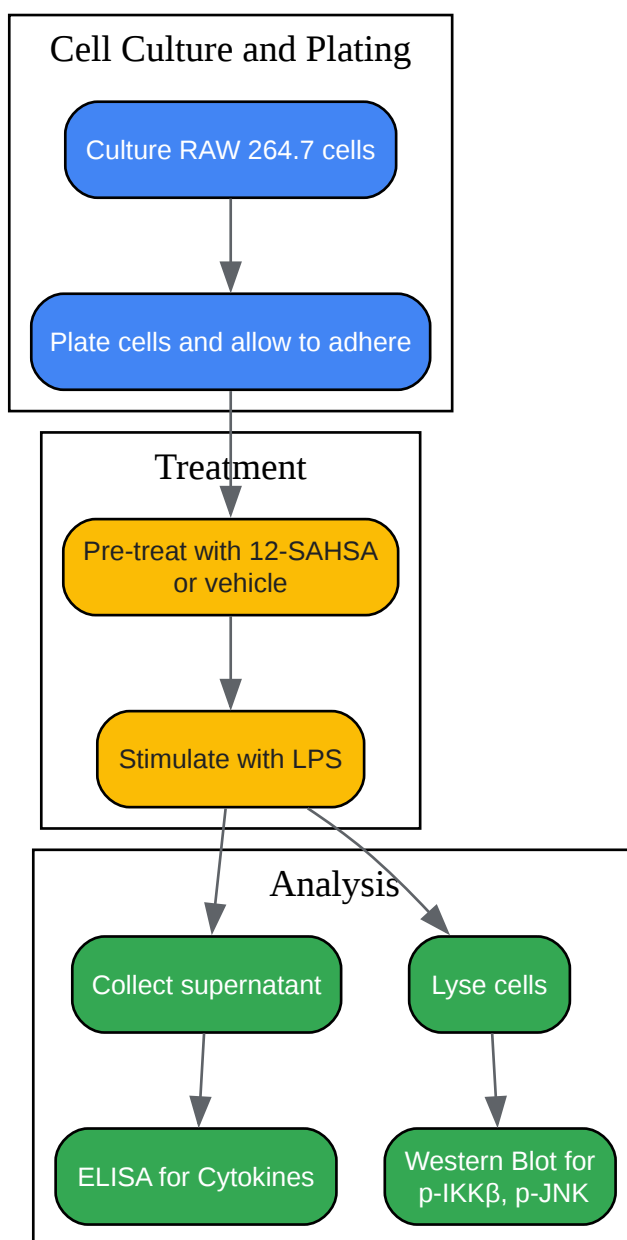 Cell Culture and Plating
Culture RAW 264.7 cells
Plate cells and allow to adhere
Treatment
Pre-treat with 12-SAHSA
or vehicle
Stimulate with LPS
Analysis
Collect supernatant
Lyse cells
ELISA for Cytokines
Western Blot for
p-IKKβ, p-JNK